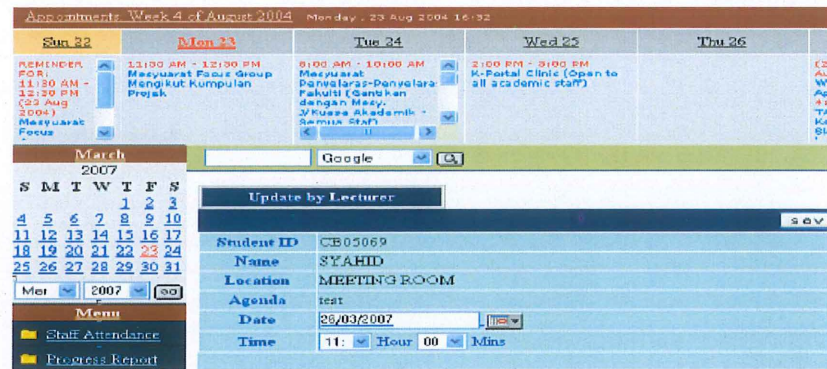 Appointments: Week 4 of August 2004 Monday, 23 Aug 2004 16:32
Sun 22 Mon 23 Tue 24 Wed 25 Thu 26
REMINDER FOR:
11:30 AM - 12:30 PM
(23 Aug 2004)
Mesyuarat
Focus
11:30 AM - 12:30 PM
Mesyuarat Focus Group
Mengikut Kumpulan
Projek
8:00 AM - 10:00 AM
Mesyuarat
Penyelaras-Penyelara
Fakulti (Gantikan
dengan Mesy.
J/Kuasa Akademik -
Semua Staf)
2:00 PM - 5:00 PM
K-Portal Clinic (Open to
all academic staff)
March
2007
S M T W T F S
1 2 3
4 5 6 7 8 9 10
11 12 13 14 15 16 17
18 19 20 21 22 23 24
25 26 27 28 29 30 31
Mar 2007 GO
Menu
Staff Attendance
Progress Report
Google
Update by Lecturer
sav
Student ID CB05069
Name SYAHID
Location MEETING ROOM
Agenda test
Date 26/03/2007
Time 11: Hour 00 Mins